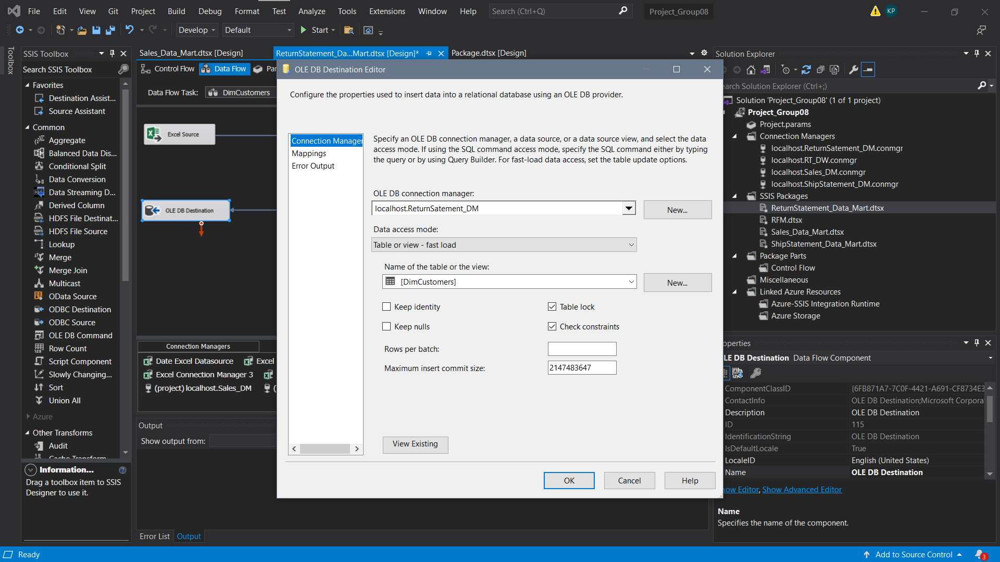 File Edit View Git Project Build Debug Format Test Analyze Tools Extensions Window Help Search (Ctrl+Q) Project_Group08 KP
Develop Default Start
Toolbox
SSIS Toolbox
Search SSIS Toolbox
Favorites
Destination Assist...
Source Assistant
Common
Aggregate
Balanced Data Dis...
Conditional Split
Data Conversion
Data Streaming D...
Derived Column
HDFS File Destinat...
HDFS File Source
Lookup
Merge
Merge Join
Multicast
OData Source
ODBC Destination
ODBC Source
OLE DB Command
Row Count
Script Component
Slowly Changing...
Sort
Union All
Azure
Other Transforms
Audit
Cache Transform
Information...
Drag a toolbox item to SSIS
Designer to use it.
Sales_Data_Mart.dtsx [Design] ReturnStatement_Da...Mart.dtsx [Design]* Package.dtsx [Design]
Control Flow Data Flow Par
Data Flow Task: DimCustomers
Excel Source
OLE DB Destination
Connection Managers
Date Excel Datasource Excel
Excel Connection Manager 3
(project) localhost.Sales_DM (
Output
Show output from:
Error List Output
OLE DB Destination Editor
Configure the properties used to insert data into a relational database using an OLE DB provider.
Connection Manager
Mappings
Error Output
Specify an OLE DB connection manager, a data source, or a data source view, and select the data
access mode. If using the SQL command access mode, specify the SQL command either by typing
the query or by using Query Builder. For fast-load data access, set the table update options.
OLE DB connection manager:
localhost.ReturnSatement_DM New...
Data access mode:
Table or view - fast load
Name of the table or the view:
[DimCustomers] New...
Keep identity Table lock
Keep nulls Check constraints
Rows per batch:
Maximum insert commit size: 2147483647
View Existing
OK Cancel Help
Solution Explorer
earch Solution Explorer (Ctrl+;)
Solution 'Project_Group08' (1 of 1 project)
Project_Group08
Project.params
Connection Managers
localhost.ReturnSatement_DM.conmgr
localhost.RT_DW.conmgr
localhost.Sales_DM.conmgr
localhost.ShipStatement_DM.conmgr
SSIS Packages
ReturnStatement_Data_Mart.dtsx
RFM.dtsx
Sales_Data_Mart.dtsx
ShipStatement_Data_Mart.dtsx
Package Parts
Control Flow
Miscellaneous
Linked Azure Resources
Azure-SSIS Integration Runtime
Azure Storage
operties
LE DB Destination Data Flow Component
ComponentClassID {6FB871A7-7C0F-4421-A691-CF8734E3
ContactInfo OLE DB Destination;Microsoft Corpora
Description OLE DB Destination
ID 115
IdentificationString OLE DB Destination
IsDefaultLocale True
LocaleID English (United States)
Name OLE DB Destination
how Editor, Show Advanced Editor
Name
Specifies the name of the component.
Ready Add to Source Control 3